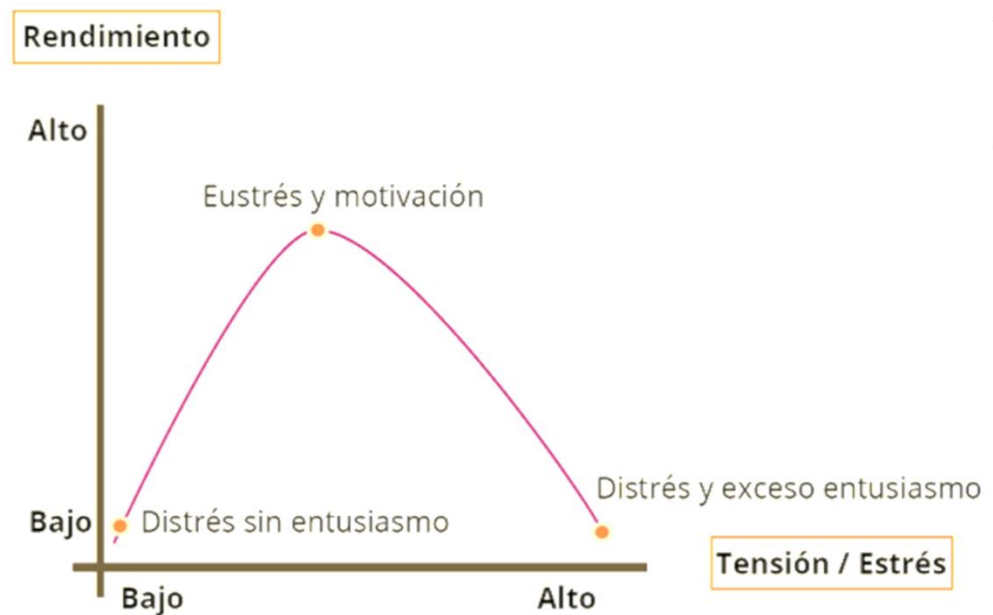 Rendimiento
Alto
Eustrés y motivación
Distrés y exceso entusiasmo
Bajo
Distrés sin entusiasmo
Tensión / Estrés
Bajo
Alto